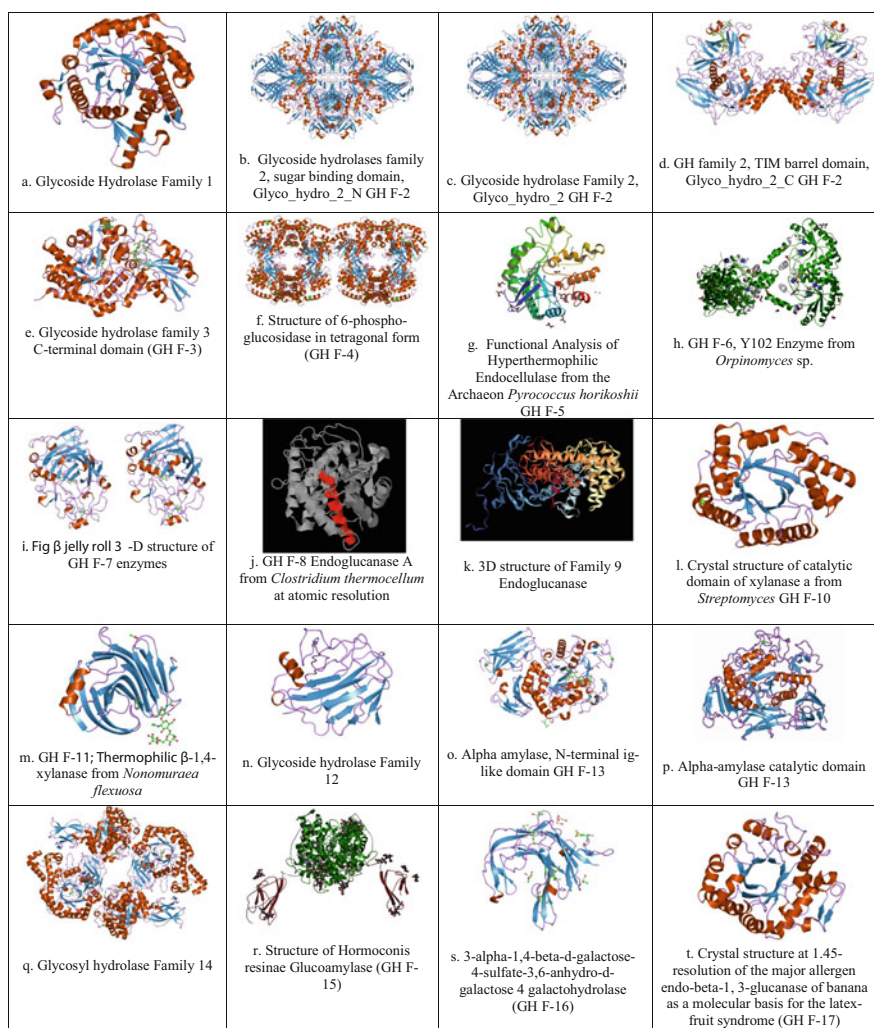 a. Glycoside Hydrolase Family 1
b. Glycoside hydrolases family
2, sugar binding domain,
Glyco_hydro_2_N GH F-2
c. Glycoside hydrolase Family 2,
Glyco_hydro_2 GH F-2
d. GH family 2, TIM barrel domain,
Glyco_hydro_2_C GH F-2
e. Glycoside hydrolase family 3
C-terminal domain (GH F-3)
f. Structure of 6-phospho-
glucosidase in tetragonal form
(GH F-4)
g. Functional Analysis of
Hyperthermophilic
Endocellulase from the
Archaeon Pyrococcus horikoshii
GH F-5
h. GH F-6, Y102 Enzyme from
Orpinomyces sp.
i. Fig β jelly roll 3 -D structure of
GH F-7 enzymes
j. GH F-8 Endoglucanase A
from Clostridium thermocellum
at atomic resolution
k. 3D structure of Family 9
Endoglucanase
l. Crystal structure of catalytic
domain of xylanase a from
Streptomyces GH F-10
m. GH F-11; Thermophilic β-1,4-
xylanase from Nonomuraea
flexuosa
n. Glycoside hydrolase Family
12
o. Alpha amylase, N-terminal ig-
like domain GH F-13
p. Alpha-amylase catalytic domain
GH F-13
q. Glycosyl hydrolase Family 14
r. Structure of Hormoconis
resinae Glucoamylase (GH F-
15)
s. 3-alpha-1,4-beta-d-galactose-
4-sulfate-3,6-anhydro-d-
galactose 4 galactohydrolase
(GH F-16)
t. Crystal structure at 1.45-
resolution of the major allergen
endo-beta-1, 3-glucanase of banana
as a molecular basis for the latex-
fruit syndrome (GH F-17)